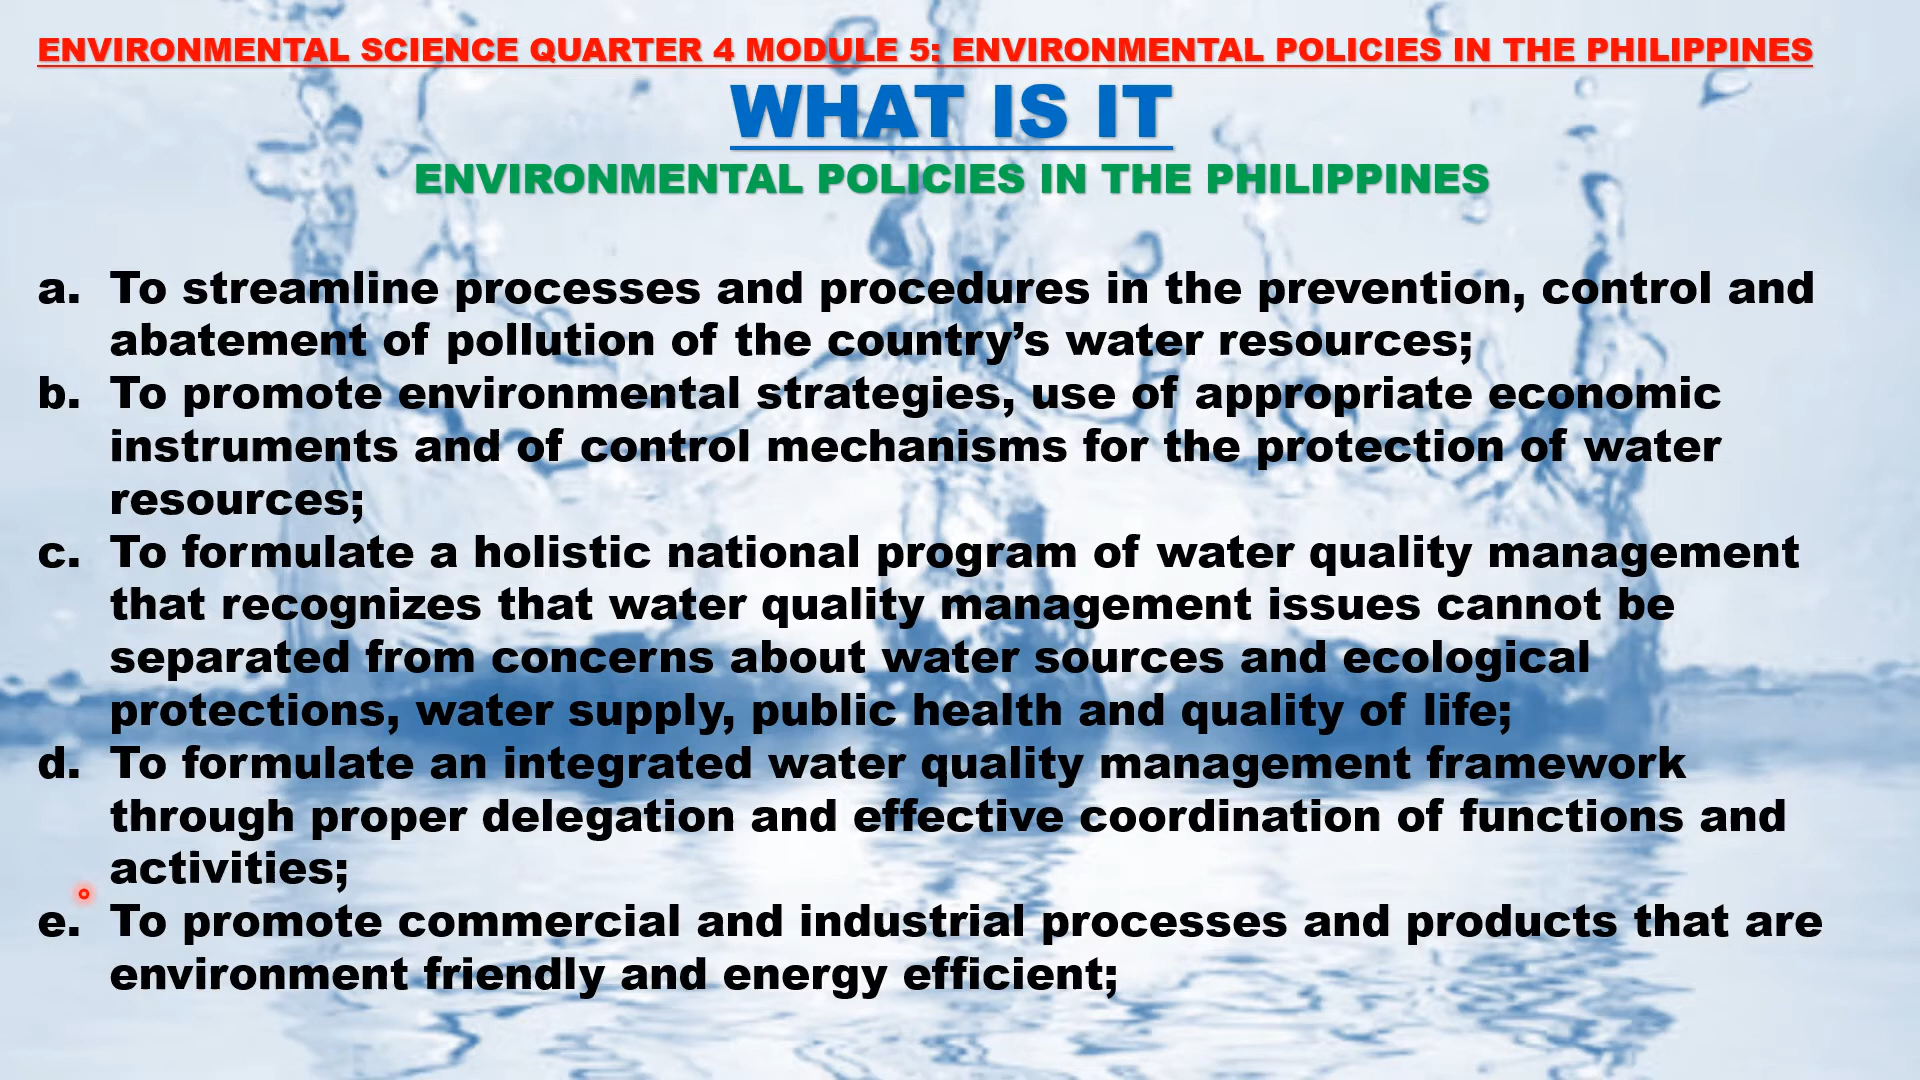 ENVIRONMENTAL SCIENCE QUARTER 4 MODULE 5: ENVIRONMENTAL POLICIES IN THE PHILIPPINES
WHAT IS IT
ENVIRONMENTAL POLICIES IN THE PHILIPPINES
a. To streamline processes and procedures in the prevention, control and
abatement of pollution of the country’s water resources;
b. To promote environmental strategies, use of appropriate economic
instruments and of control mechanisms for the protection of water
resources;
c. To formulate a holistic national program of water quality management
that recognizes that water quality management issues cannot be
separated from concerns about water sources and ecological
protections, water supply, public health and quality of life;
d. To formulate an integrated water quality management framework
through proper delegation and effective coordination of functions and
activities;
e. To promote commercial and industrial processes and products that are
environment friendly and energy efficient;